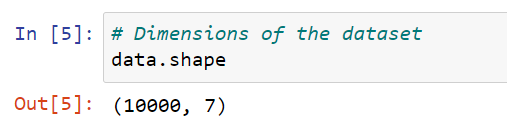 In [5]: # Dimensions of the dataset
data.shape
Out[5]: (10000, 7)